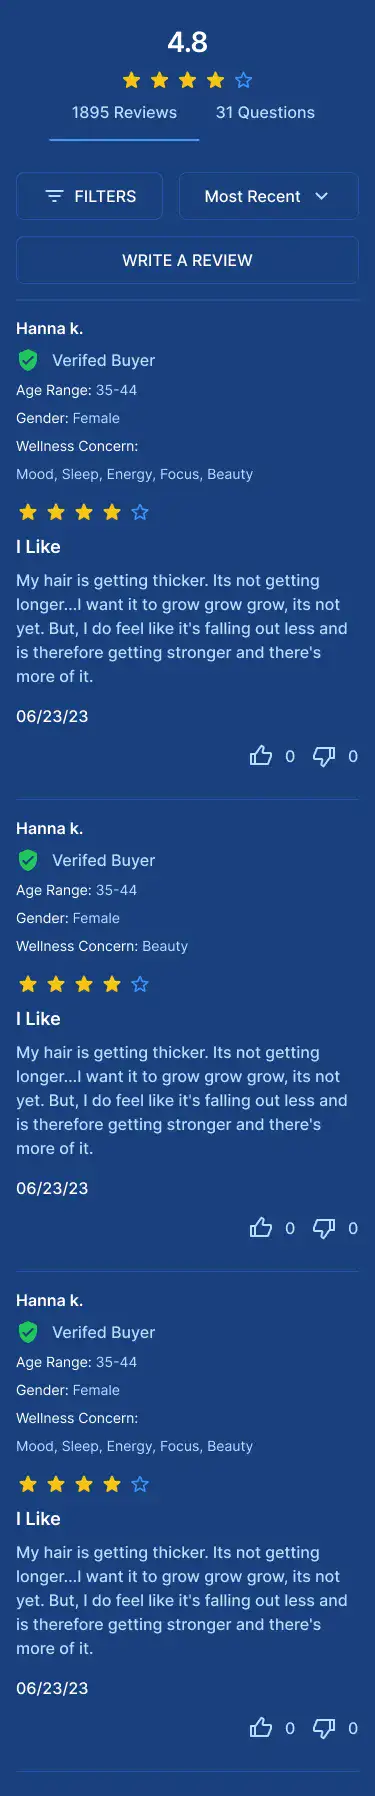 4.8
1895 Reviews 31 Questions
FILTERS Most Recent
WRITE A REVIEW
Hanna k.
Verifed Buyer
Age Range: 35-44
Gender: Female
Wellness Concern:
Mood, Sleep, Energy, Focus, Beauty
I Like
My hair is getting thicker. Its not getting
longer...I want it to grow grow grow, its not
yet. But, I do feel like it's falling out less and
is therefore getting stronger and there's
more of it.
06/23/23
0 0
Hanna k.
Verifed Buyer
Age Range: 35-44
Gender: Female
Wellness Concern: Beauty
I Like
My hair is getting thicker. Its not getting
longer...I want it to grow grow grow, its not
yet. But, I do feel like it's falling out less and
is therefore getting stronger and there's
more of it.
06/23/23
0 0
Hanna k.
Verifed Buyer
Age Range: 35-44
Gender: Female
Wellness Concern:
Mood, Sleep, Energy, Focus, Beauty
I Like
My hair is getting thicker. Its not getting
longer...I want it to grow grow grow, its not
yet. But, I do feel like it's falling out less and
is therefore getting stronger and there's
more of it.
06/23/23
0 0